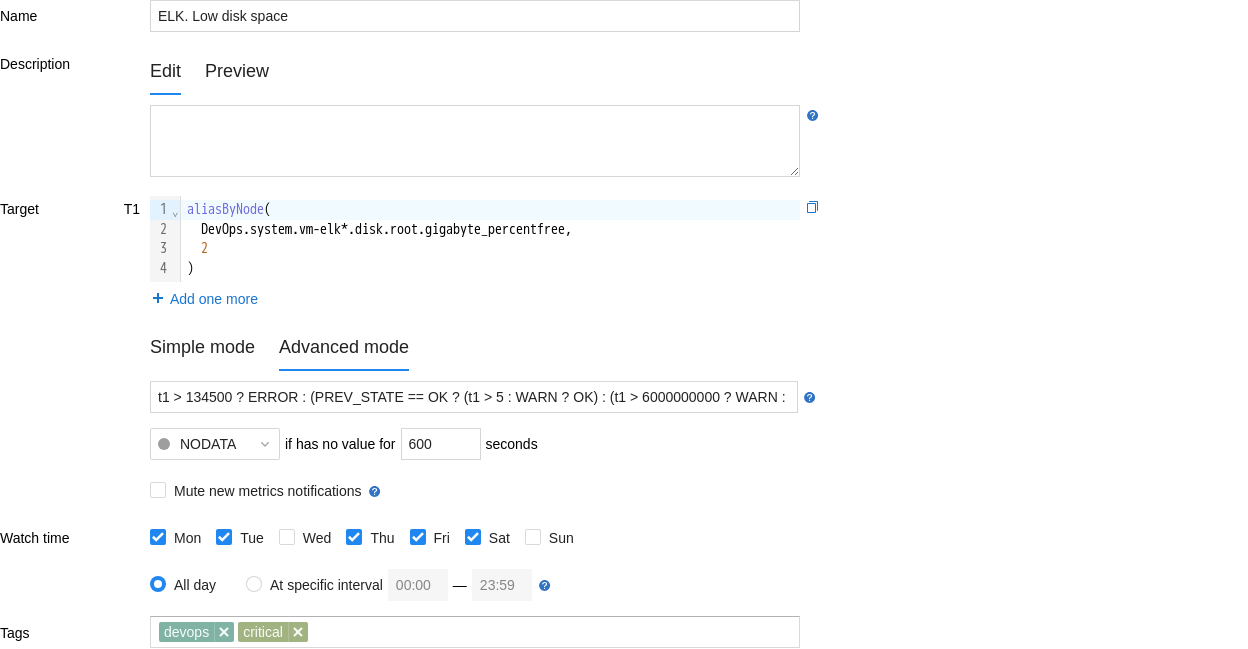 Name ELK. Low disk space
Description Edit Preview
Target T1 1 aliasByNode(
2 DevOps.system.vm-elk*.disk.root.gigabyte_percentfree,
3 2
4 )
+ Add one more
Simple mode Advanced mode
t1 > 134500 ? ERROR : (PREV_STATE == OK ? (t1 > 5 : WARN ? OK) : (t1 > 6000000000 ? WARN :
NODATA if has no value for 600 seconds
Mute new metrics notifications
Watch time Mon Tue Wed Thu Fri Sat Sun
All day At specific interval 00:00 — 23:59
Tags devops critical